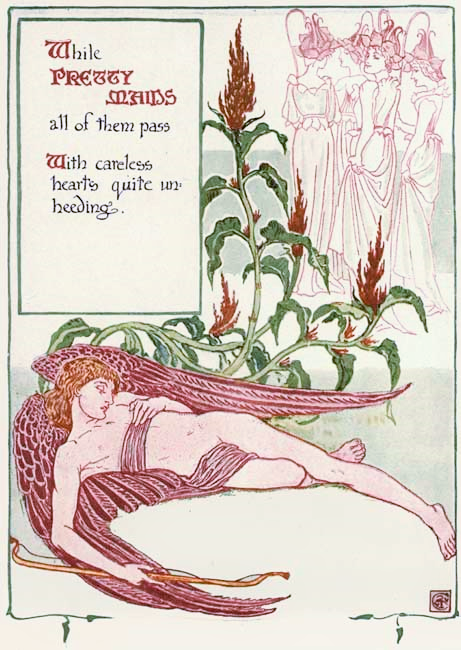 While
PRETTY
MAIDS
all of them pass
With careless
hearts quite un-
heeding.